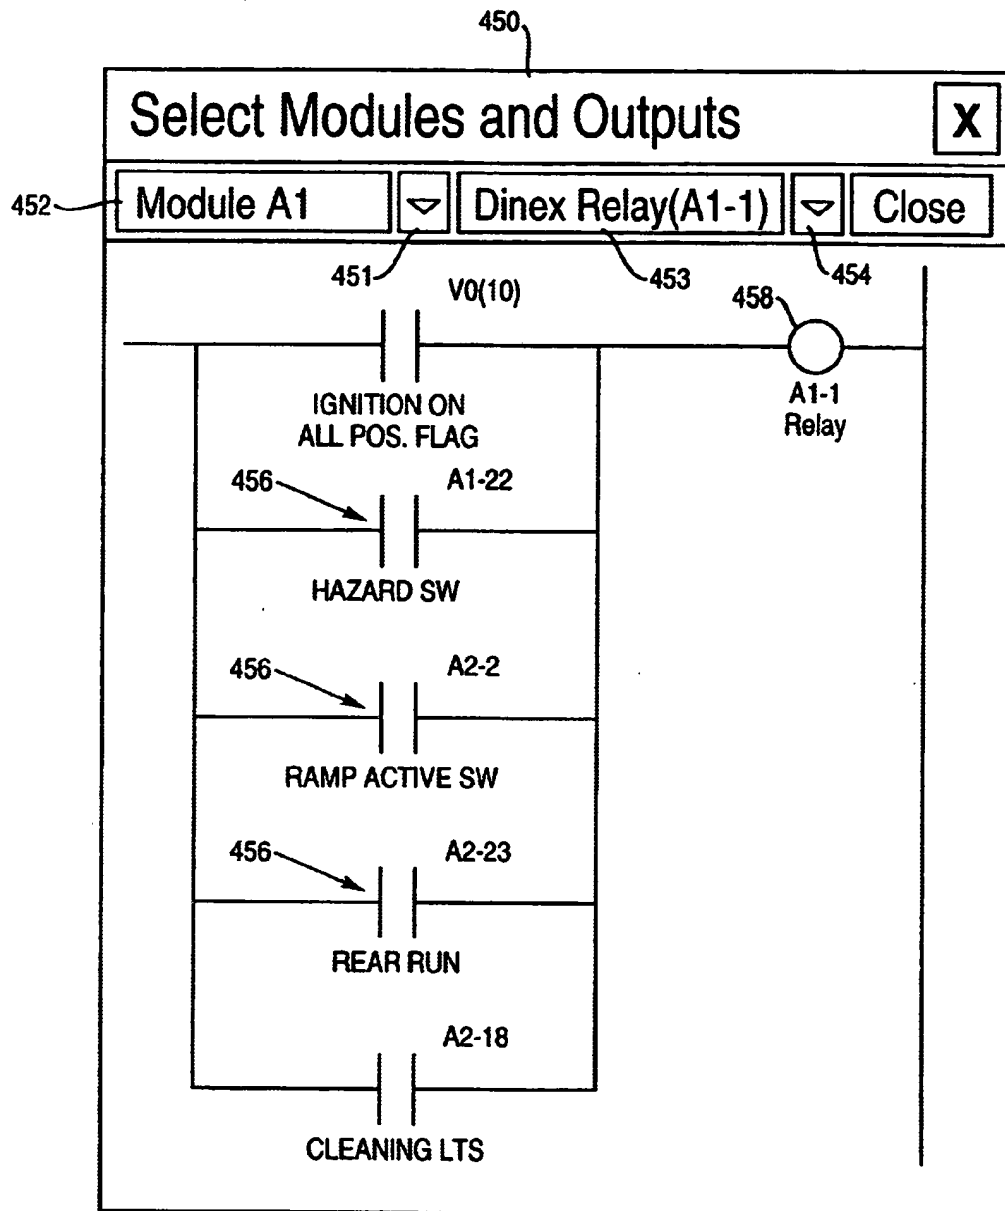 450
Select Modules and Outputs X
452 Module A1 Dinex Relay(A1-1) Close
451 453 454
V0(10) 458
IGNITION ON
ALL POS. FLAG
A1-1
Relay
456 A1-22
HAZARD SW
456 A2-2
RAMP ACTIVE SW
456 A2-23
REAR RUN
A2-18
CLEANING LTS